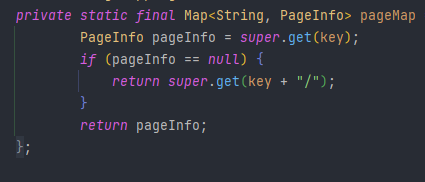 private static final Map<String, PageInfo> pageMap
PageInfo pageInfo = super.get(key);
if (pageInfo == null) {
return super.get(key + "/");
}
return pageInfo;
};